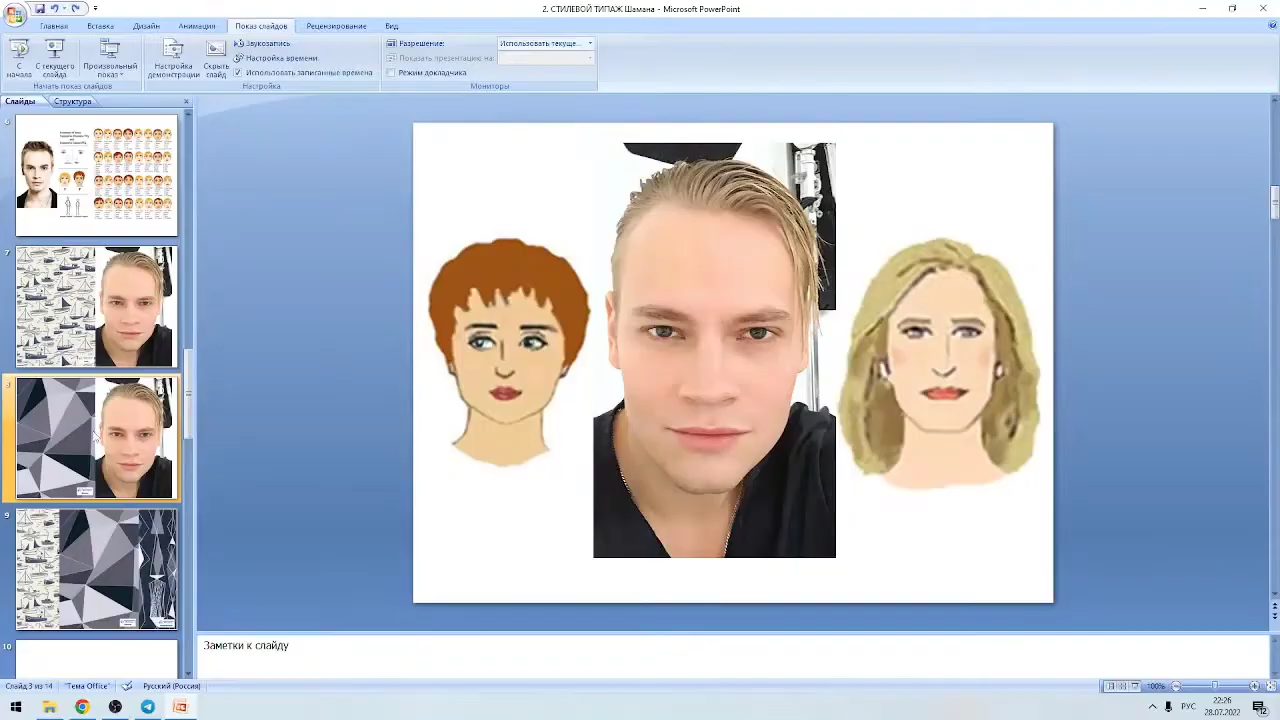 2. СТИЛЕВОЙ ТИПАЖ Шамана - Microsoft PowerPoint
Главная Вставка Дизайн Анимация Показ слайдов Рецензирование Вид
С начала
С текущего слайда
Произвольный показ
Начать показ слайдов
Настройка демонстрации
Скрыть слайд
Звукозапись
Настройка времени
Использовать записанные времена
Настройка
Разрешение: Использовать текуще...
Показать презентацию на:
Режим докладчика
Мониторы
Слайды Структура
7
9
10
Заметки к слайду
Слайд 3 из 14 "Тема Office" Русский (Россия) 100%
РУС 22:26
28.07.2022